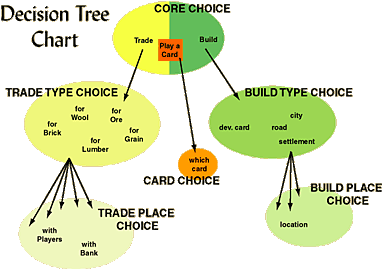 Decision Tree
Chart
CORE CHOICE
Trade
Play a
Card
Build
TRADE TYPE CHOICE
for
Brick
for
Wool
for
Ore
for
Lumber
for
Grain
BUILD TYPE CHOICE
city
dev. card
road
settlement
which
card
CARD CHOICE
TRADE PLACE
CHOICE
with
Players
with
Bank
BUILD PLACE
CHOICE
location